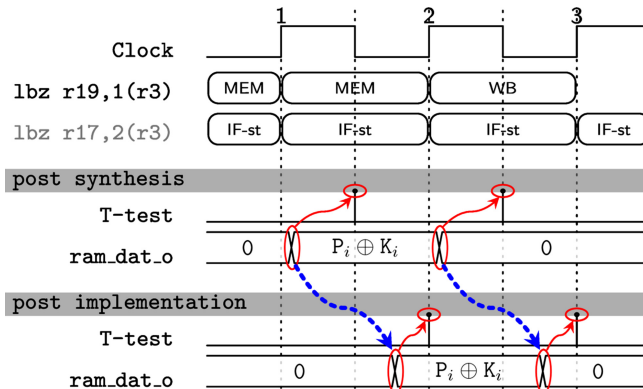 1 2 3
Clock
lbz r19,1(r3) MEM MEM WB
lbz r17,2(r3) IF-st IF-st IF-st IF-st
post synthesis
T-test
ram_dat_o 0 P_i ⊕ K_i 0
post implementation
T-test
ram_dat_o 0 P_i ⊕ K_i 0